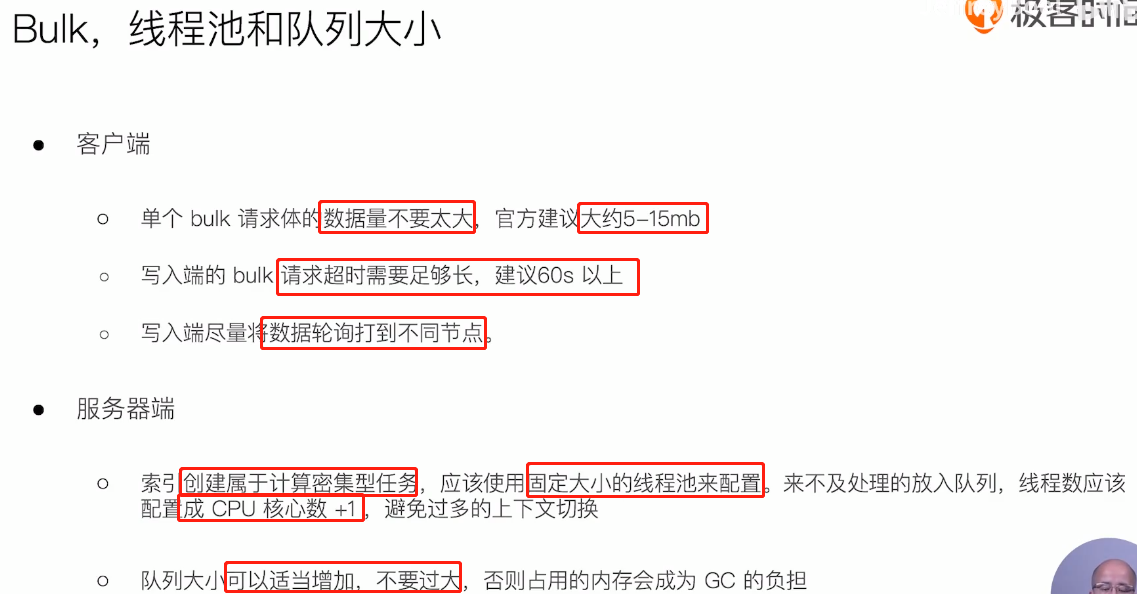 Bulk，线程池和队列大小
极客时间
客户端
单个 bulk 请求体的数据量不要太大，官方建议大约5-15mb
写入端的 bulk 请求超时需要足够长，建议60s 以上
写入端尽量将数据轮询打到不同节点。
服务器端
索引创建属于计算密集型任务，应该使用固定大小的线程池来配置。来不及处理的放入队列，线程数应该
配置成 CPU 核心数 +1，避免过多的上下文切换
队列大小可以适当增加，不要过大，否则占用的内存会成为 GC 的负担